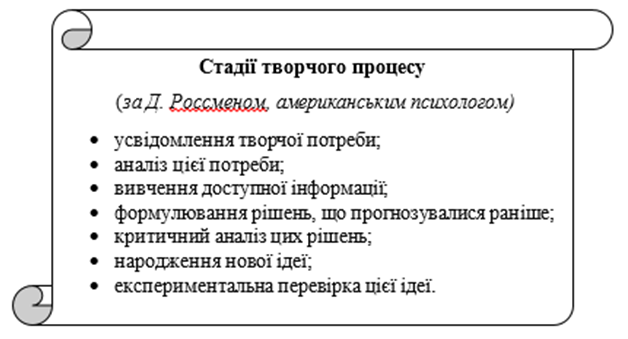 Стадії творчого процесу
(за Д. Россменом, американським психологом)
• усвідомлення творчої потреби;
• аналіз цієї потреби;
• вивчення доступної інформації;
• формулювання рішень, що прогнозувалися раніше;
• критичний аналіз цих рішень;
• народження нової ідеї;
• експериментальна перевірка цієї ідеї.